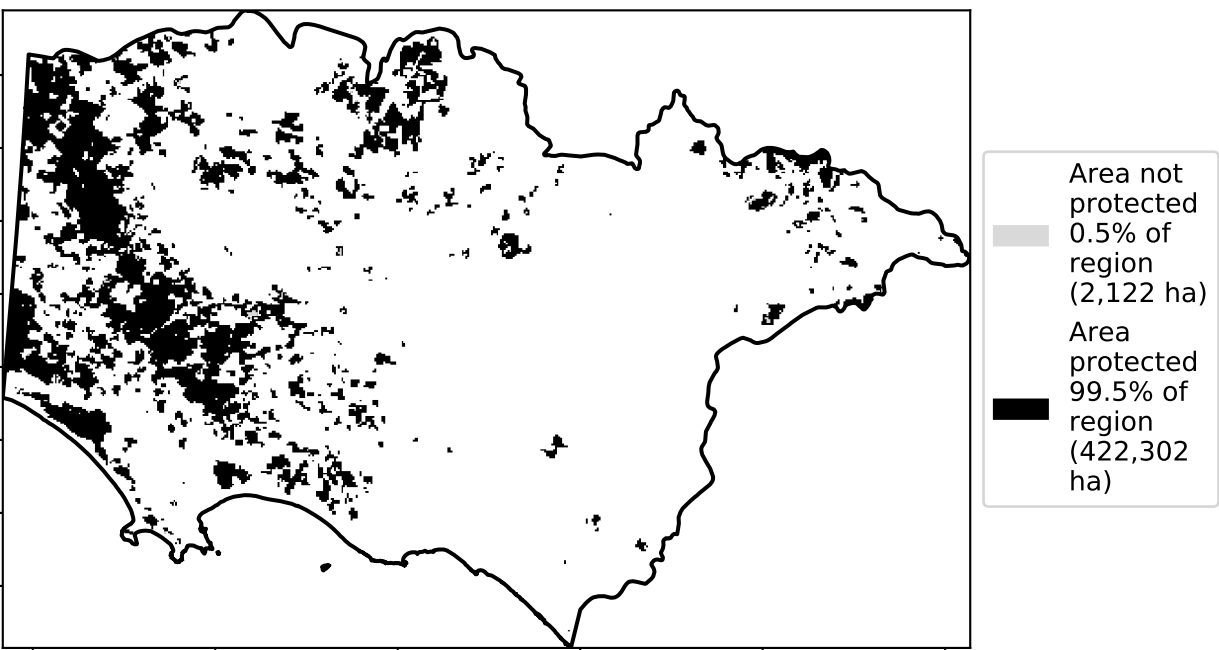 Area not
protected
0.5% of
region
(2,122 ha)
Area
protected
99.5% of
region
(422,302
ha)